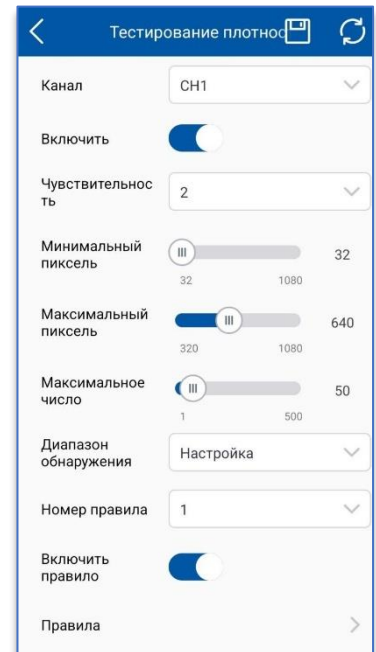 Тестирование плотнос
Канал
CH1
Включить
Чувствительнос
ть
2
Минимальный
пиксель
32
32
1080
Максимальный
пиксель
640
320
1080
Максимальное
число
50
1
500
Диапазон
обнаружения
Настройка
Номер правила
1
Включить
правило
Правила